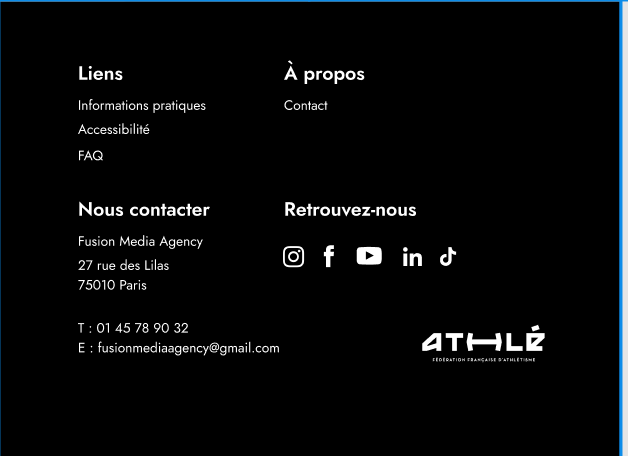 Liens
Informations pratiques
Accessibilité
FAQ
À propos
Contact
Nous contacter
Fusion Media Agency
27 rue des Lilas
75010 Paris
T : 01 45 78 90 32
E : fusionmediaagency@gmail.com
Retrouvez-nous
ATHLÉ
FÉDÉRATION FRANÇAISE D'ATHLÉTISME